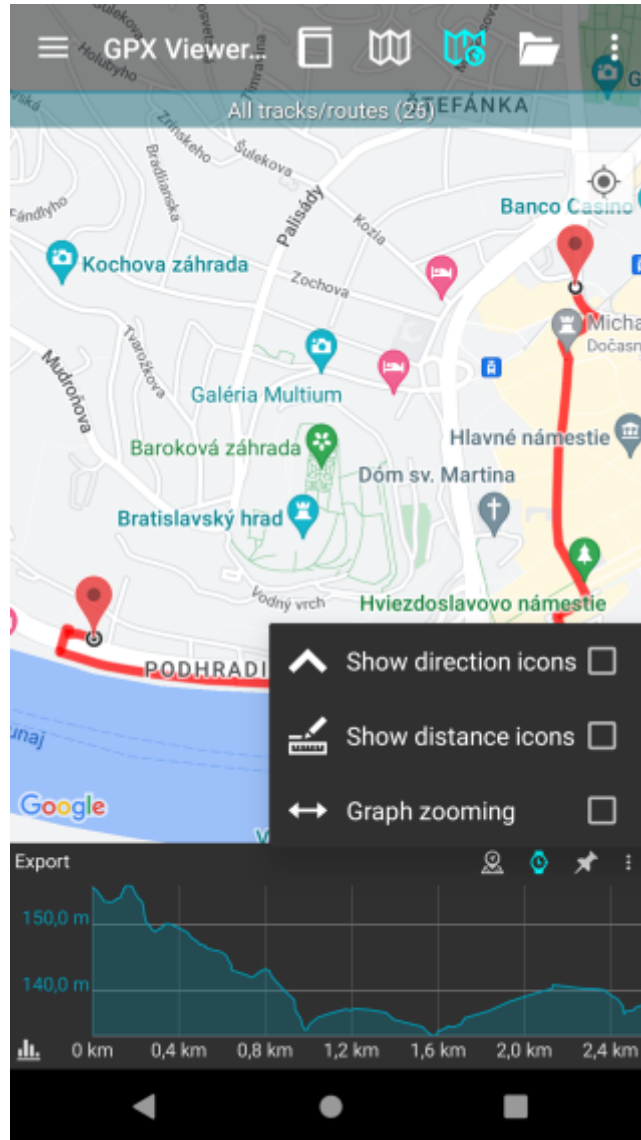 GPX Viewer...
All tracks/routes (26)
ŠTEFÁNKA
Holubyho
Zrínskeho
Bradlianska
Šulekova
Palisády
Kozia
Banco Casino
Kochova záhrada
Zochova
Micha
Dočasn
Tvarožkova
Mudroňova
Galéria Multium
Hlavné námestie
Baroková záhrada
Dóm sv. Martina
Bratislavský hrad
Vodný vrch
Hviezdoslavovo námestie
PODHRADI
Show direction icons
Show distance icons
unaj
Graph zooming
Google
Export
150,0 m
140,0 m
0 km 0,4 km 0,8 km 1,2 km 1,6 km 2,0 km 2,4 km